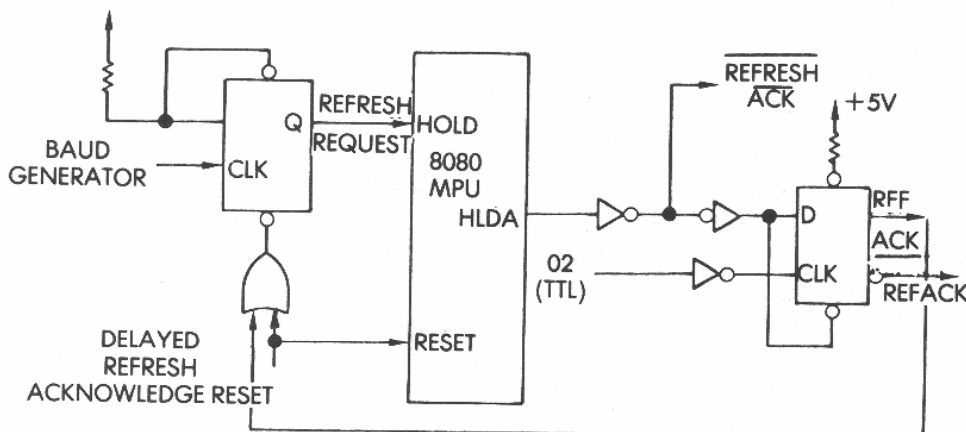 REFRESH
ACK
+5V
Q
REFRESH
REQUEST
HOLD
BAUD
GENERATOR
CLK
8080
MPU
HLDA
D
RFF
ACK
02
(TTL)
CLK
REFACK
DELAYED
REFRESH
ACKNOWLEDGE RESET
RESET